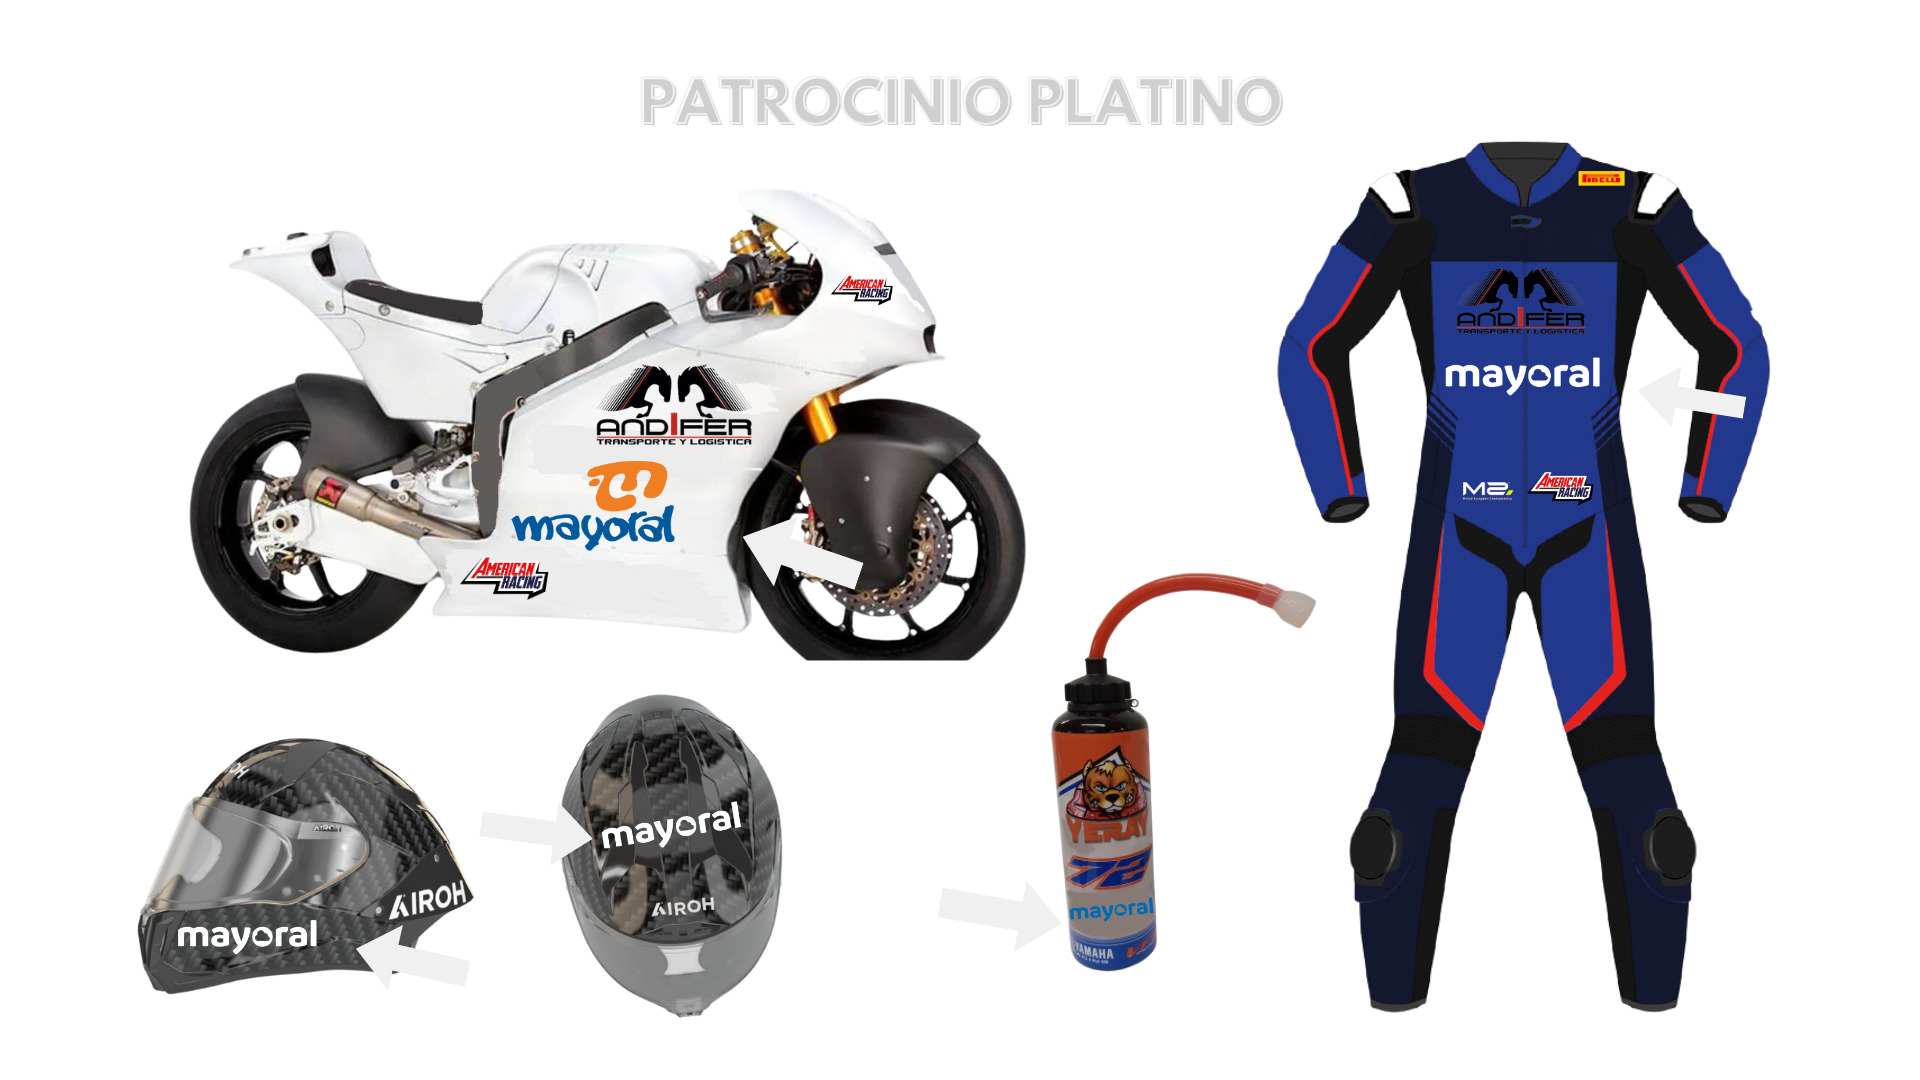 PATROCINIO PLATINO
PIRELLI
AMERICAN
RACING
ANDIFER
TRANSPORTE Y LOGISTICA
mayoral
AMERICAN
RACING
ANDIFER
TRANSPORTE Y LOGISTICA
mayoral
M2
AMERICAN
RACING
AIROH
AIROH
mayoral
mayoral
AIROH
YERAY
72
mayoral
YAMAHA